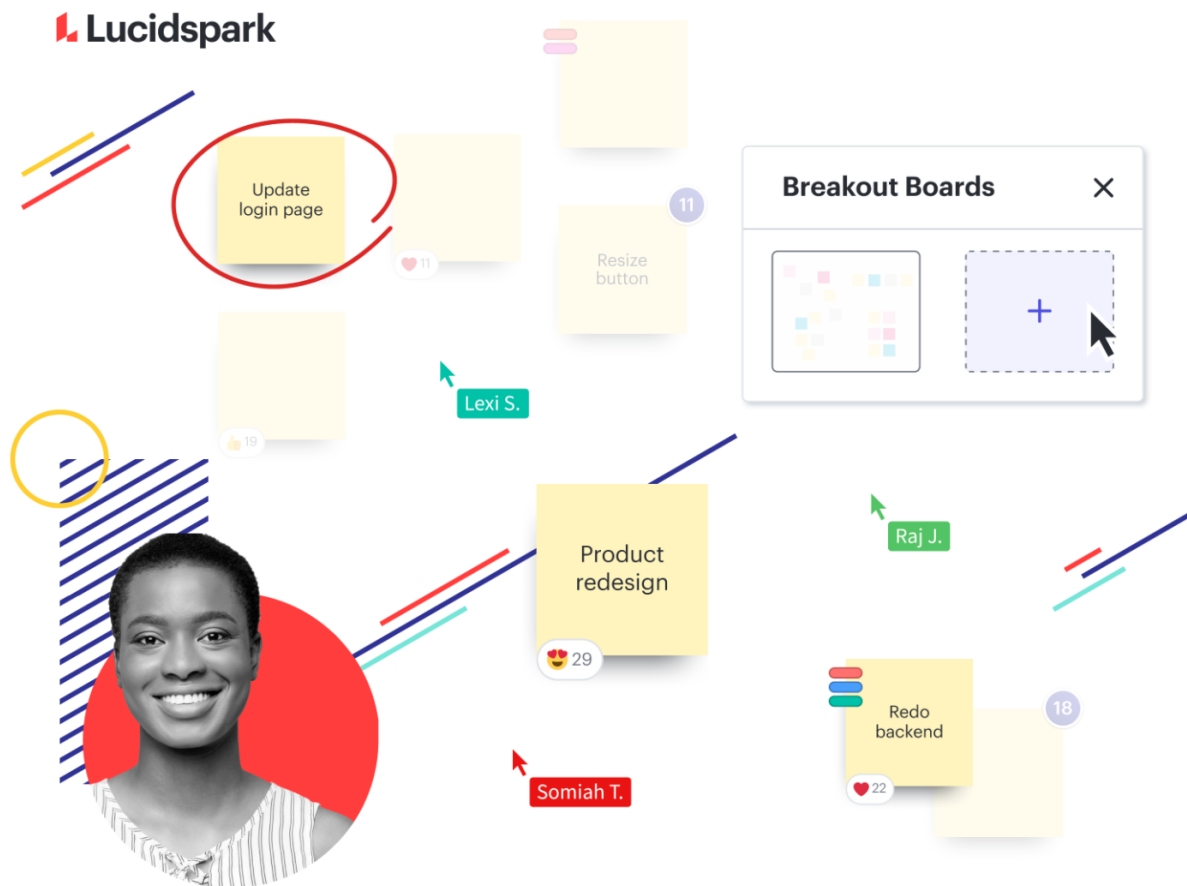 Lucidspark
Update
login page
11
11
Resize
button
Breakout Boards
19
Lexi S.
Raj J.
Product
redesign
29
Redo
backend
22
18
Somiah T.